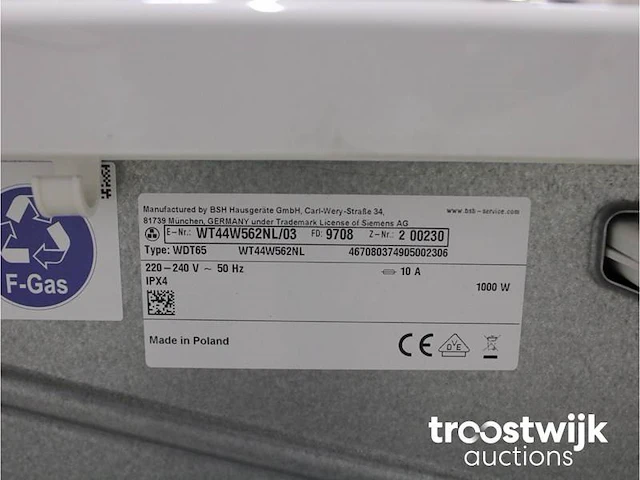 Manufactured by BSH Hausgeräte GmbH, Carl-Wery-Straße 34,
81739 München, GERMANY under Trademark License of Siemens AG
www.bsh-service.com
E-Nr.: WT44W562NL/03 FD: 9708 Z-Nr.: 2 00230
Type: WDT65 WT44W562NL 467080374905002306
220-240 V ~ 50 Hz 10 A
IPX4 1000 W
Made in Poland
CE VDE
F-Gas
troostwijk
auctions